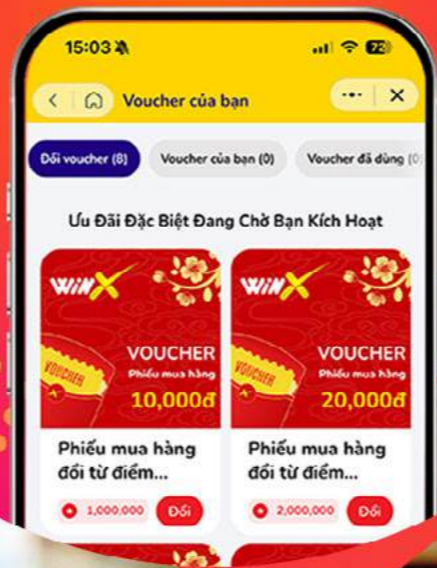 15:03
72
Voucher của bạn
Đổi voucher (8)
Voucher của bạn (0)
Voucher đã dùng (0
Ưu Đãi Đặc Biệt Đang Chờ Bạn Kích Hoạt
WiNX
VOUCHER
VOUCHER
Phiếu mua hàng
10,000đ
Phiếu mua hàng
đổi từ điểm...
1,000,000
Đổi
WiNX
VOUCHER
VOUCHER
Phiếu mua hàng
20,000đ
Phiếu mua hàng
đổi từ điểm...
2,000,000
Đổi